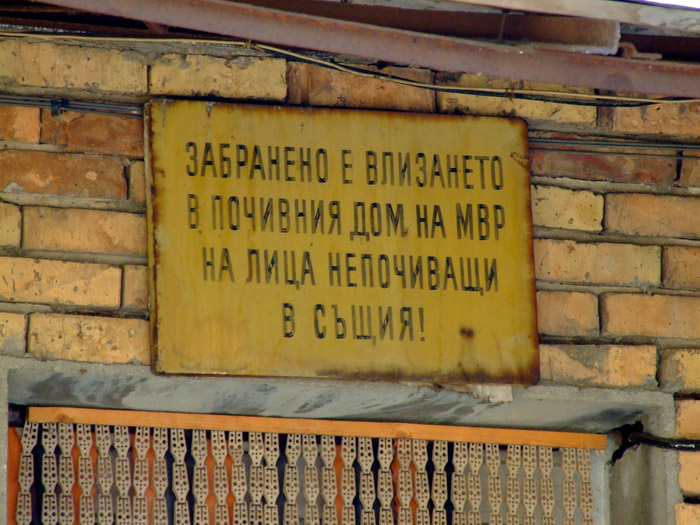 ЗАБРАНЕНО Е ВЛИЗАНЕТО
В ПОЧИВНИЯ ДОМ НА МВР
НА ЛИЦА НЕПОЧИВАЩИ
В СЪЩИЯ!